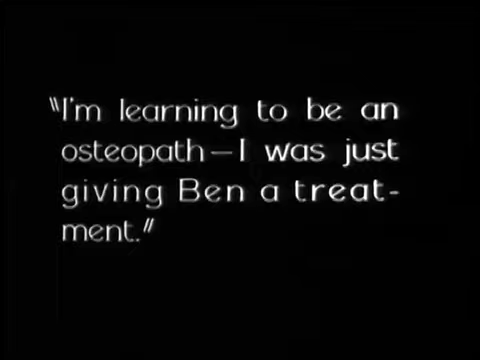 "I'm learning to be an
osteopath—I was just
giving Ben a treat-
ment."